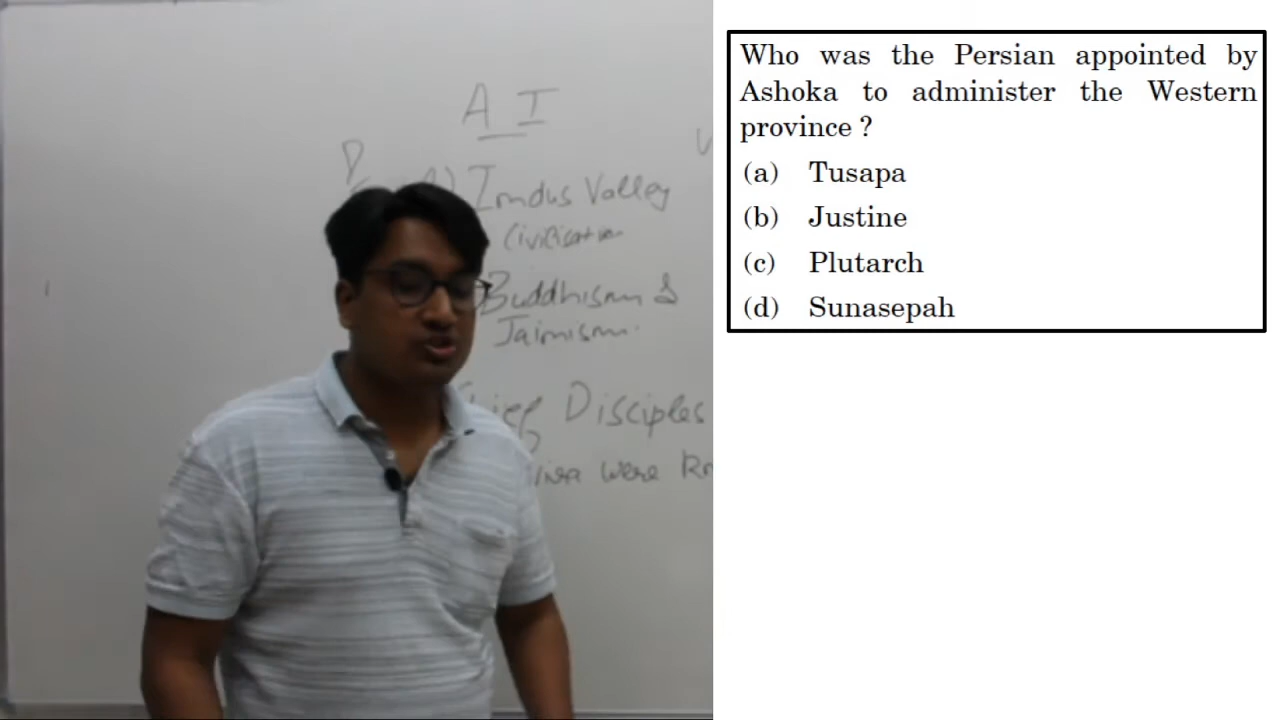 A I
Indus Valley
Civilisation
Buddhism &
Jainism.
Disciples
were
Who was the Persian appointed by
Ashoka to administer the Western
province ?
(a) Tusapa
(b) Justine
(c) Plutarch
(d) Sunasepah